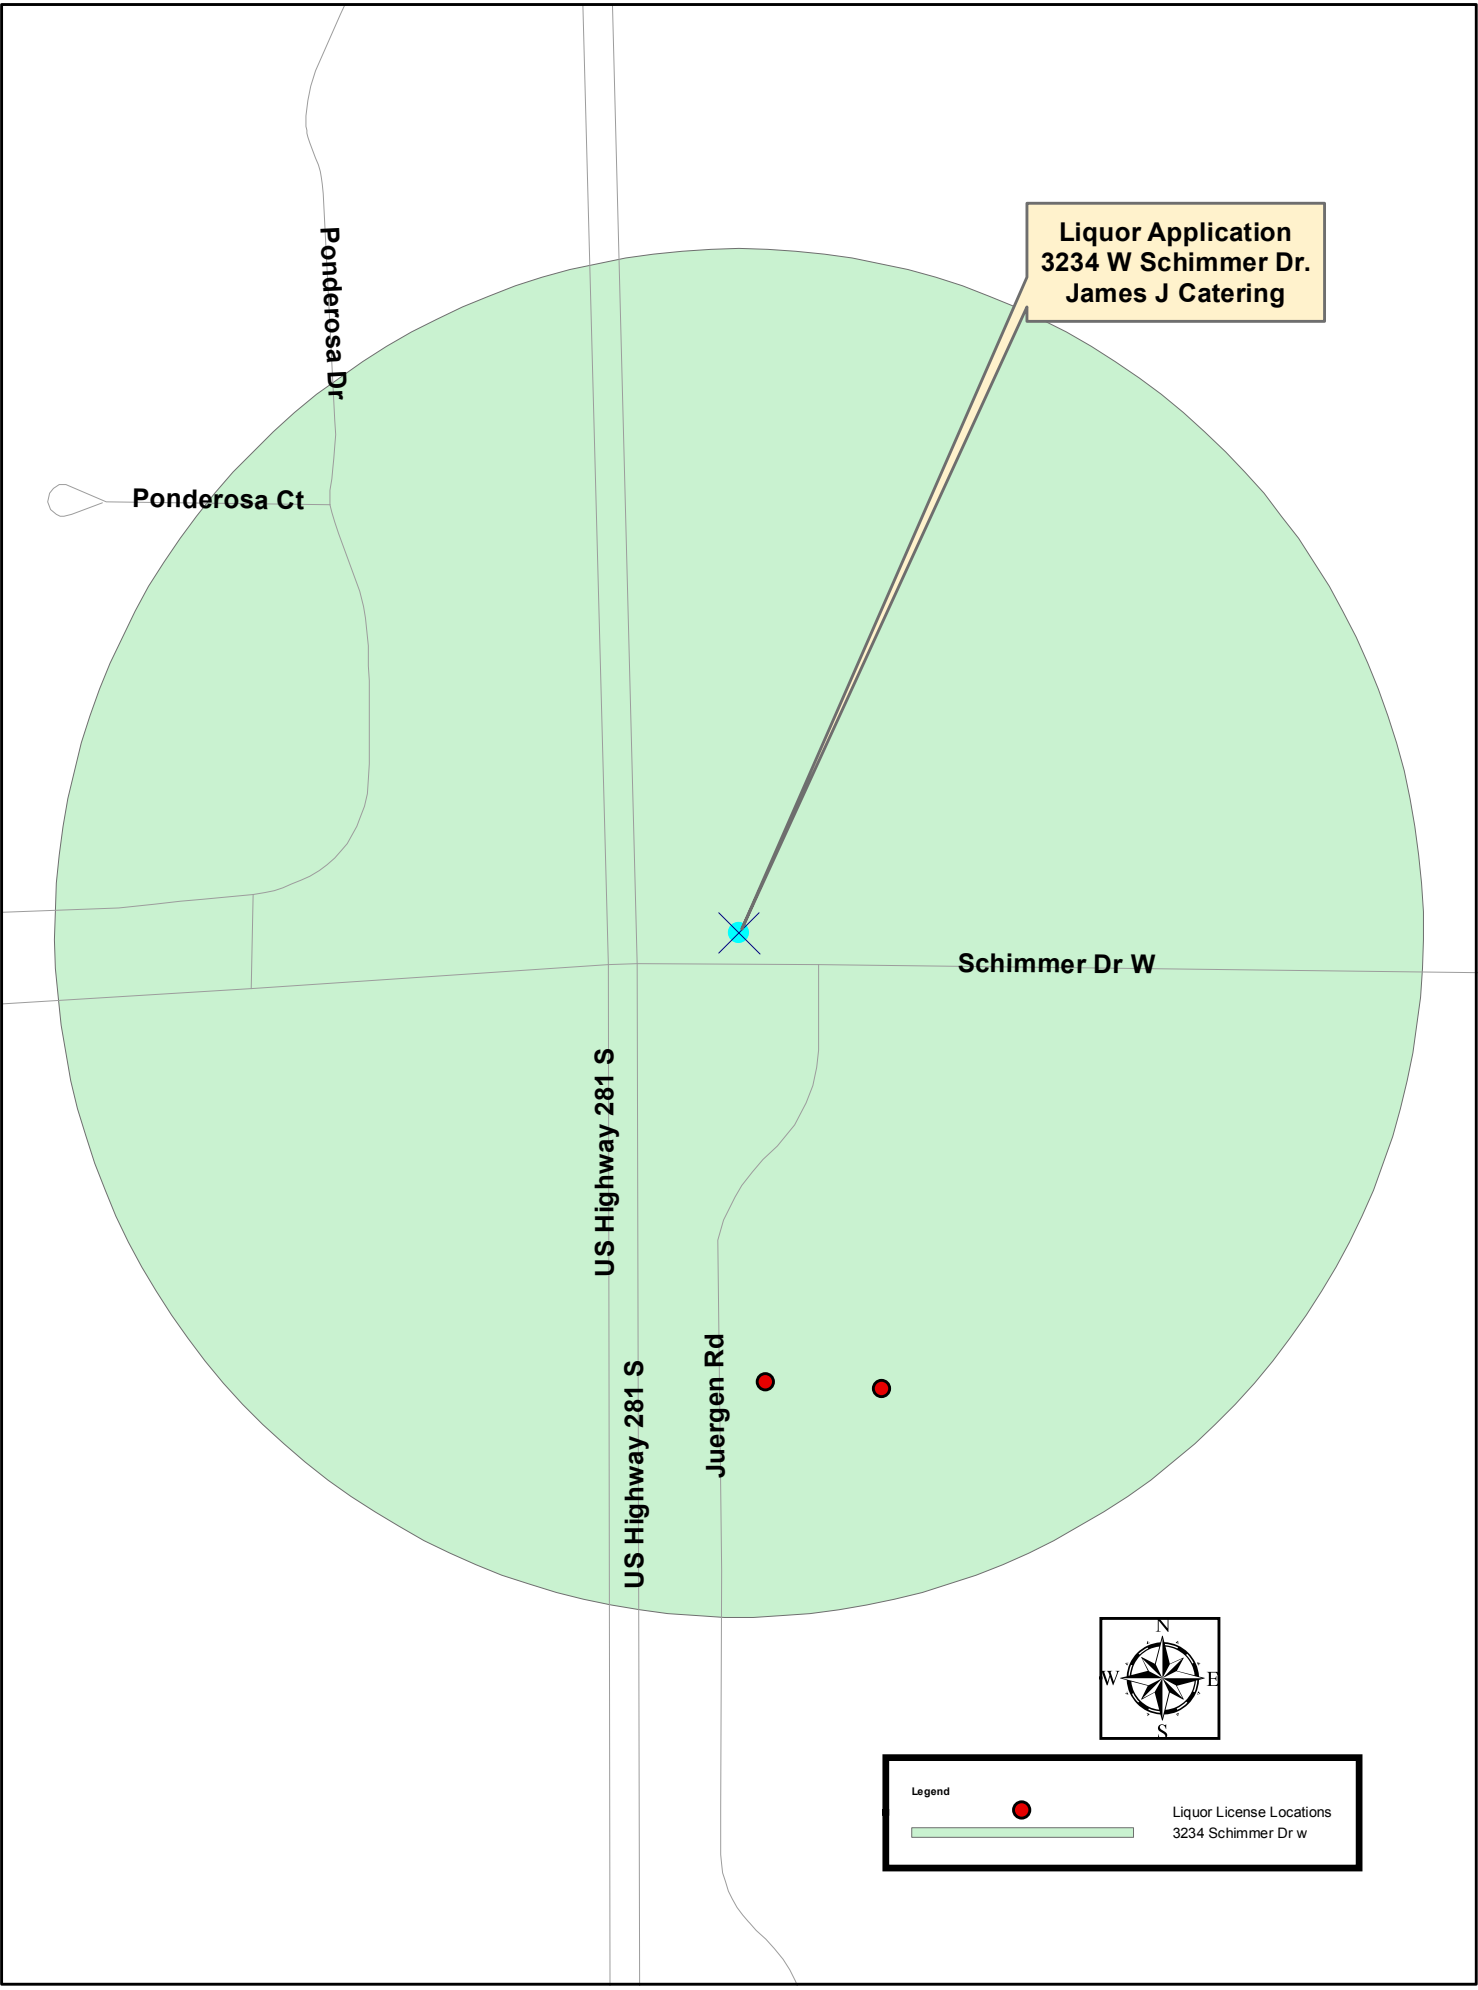 Liquor Application
3234 W Schimmer Dr.
James J Catering
Ponderosa Dr
Ponderosa Ct
Schimmer Dr W
US Highway 281 S
US Highway 281 S
Juergen Rd
N
W
E
S
Legend
Liquor License Locations
3234 Schimmer Dr w